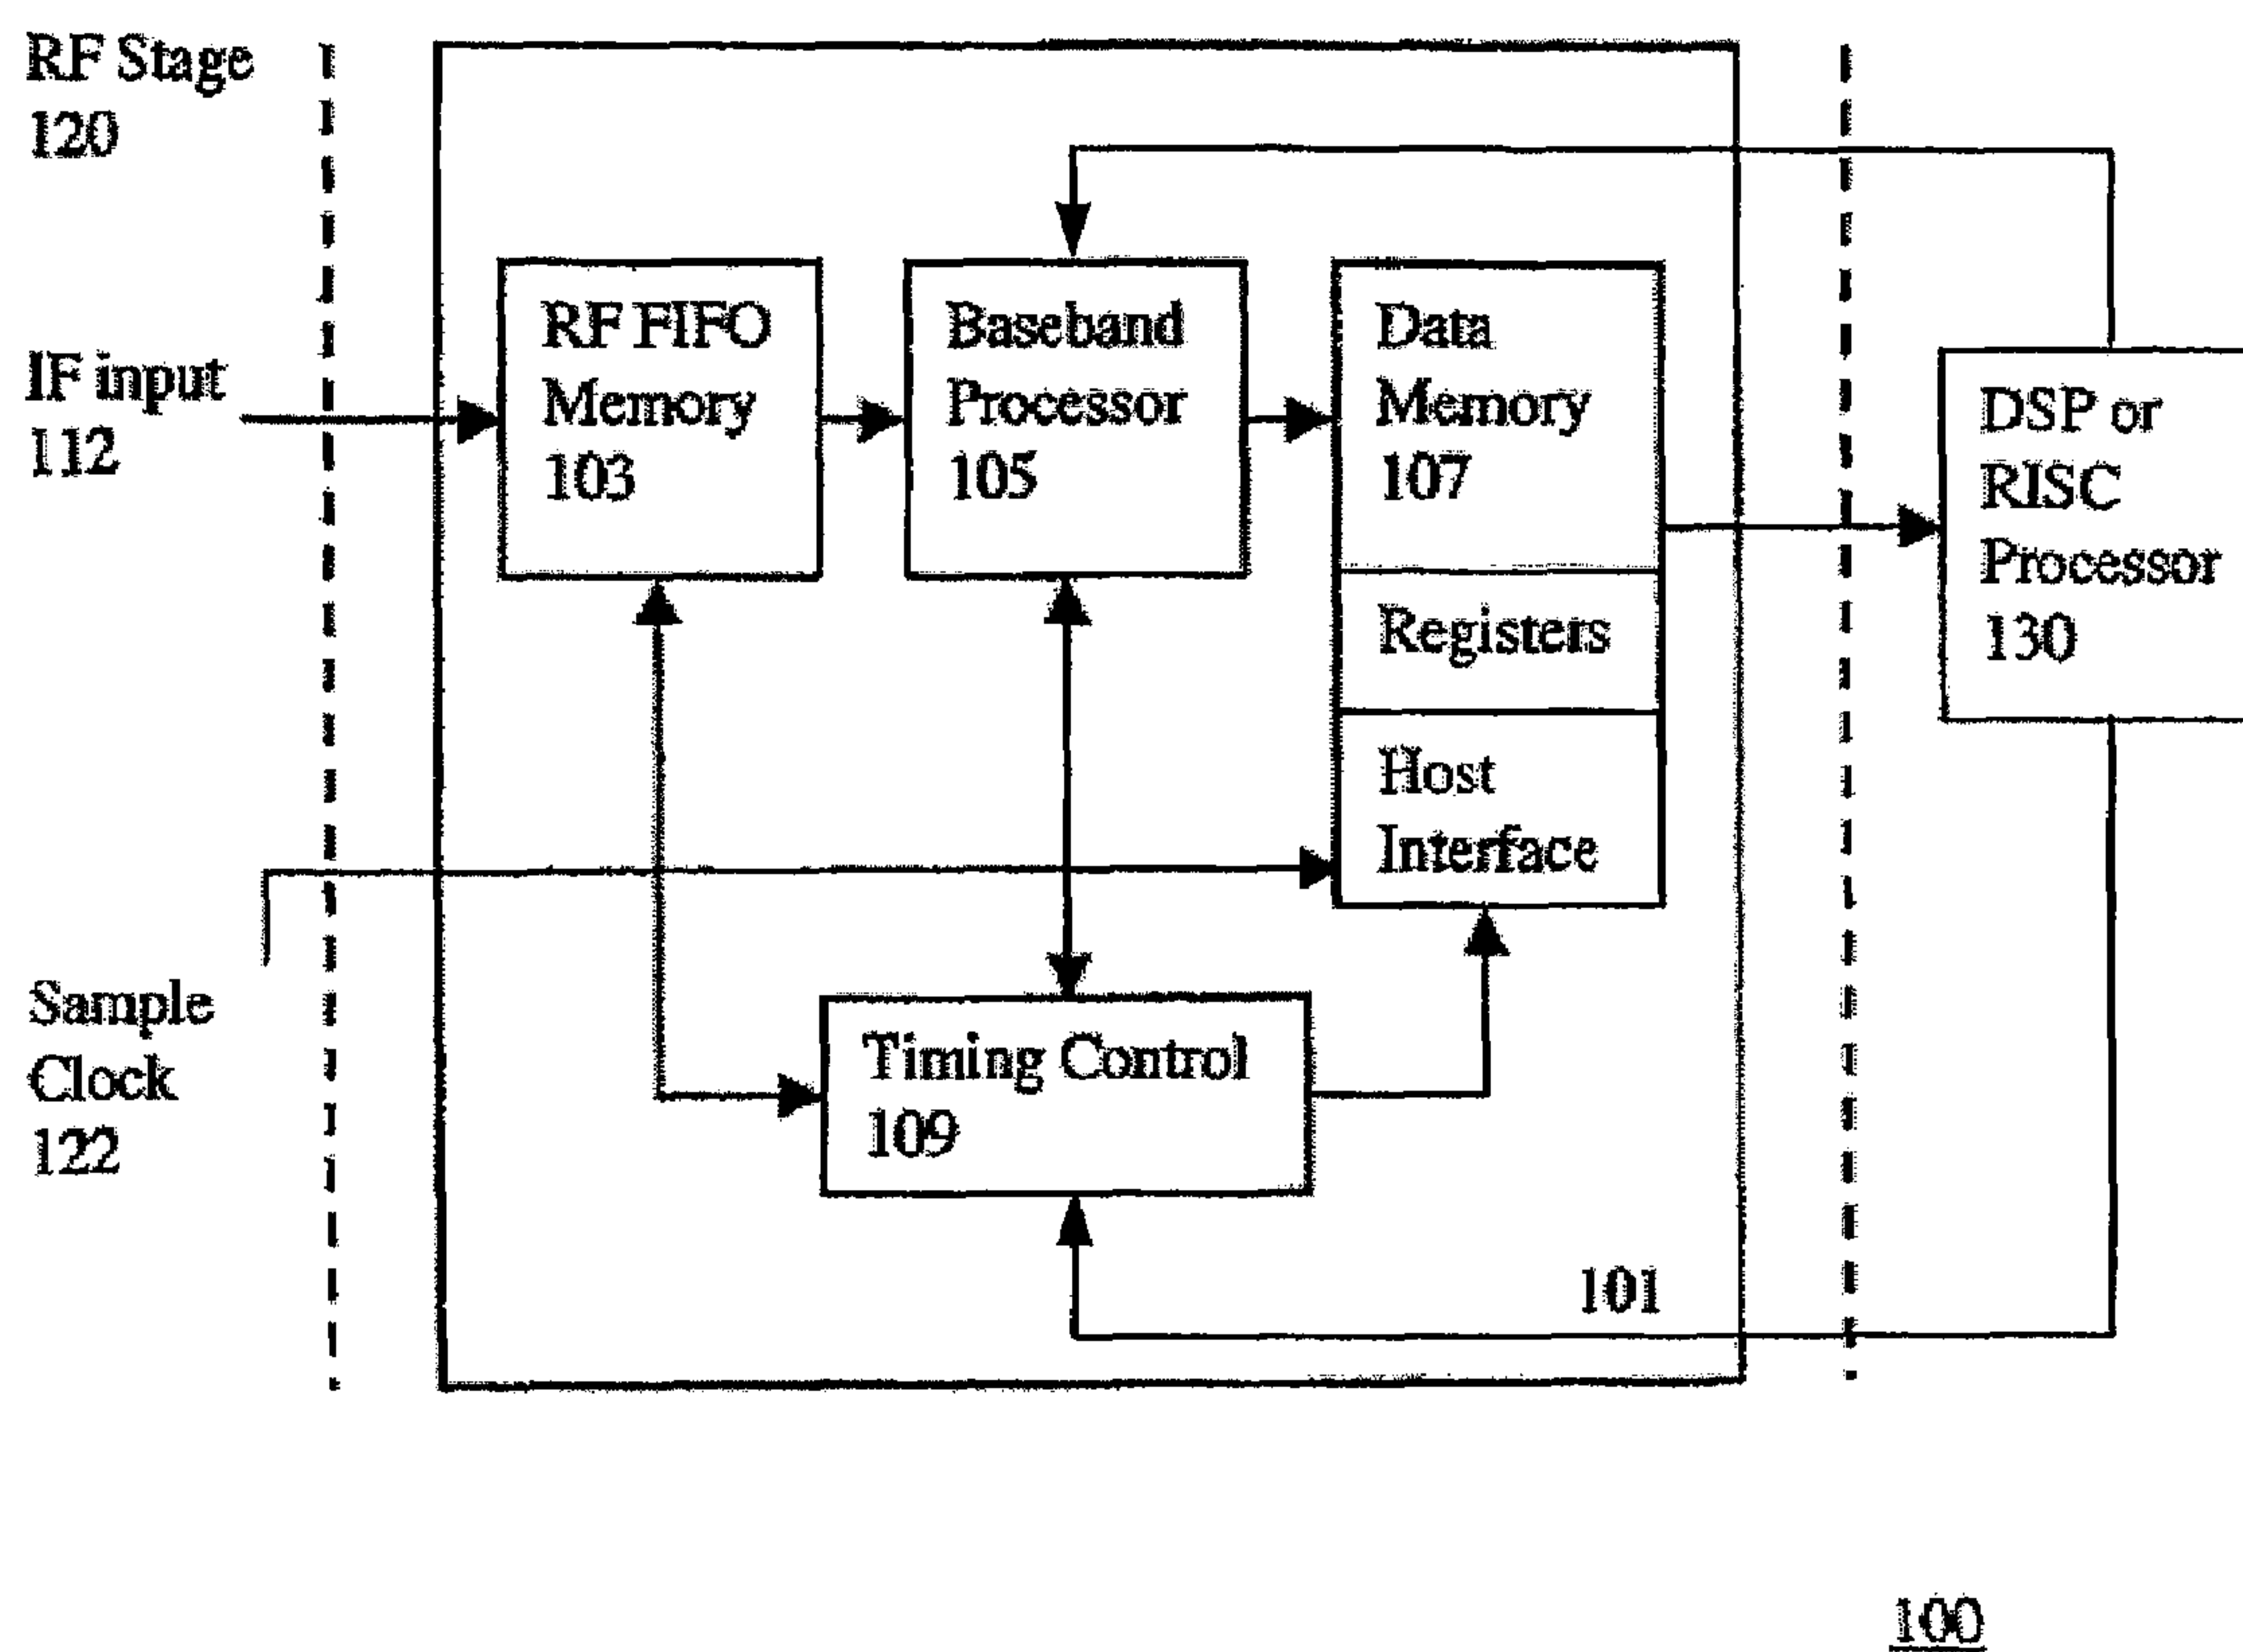 RF Stage
120
IF input
112
Sample
Clock
122
RF FIFO
Memory
103
Baseband
Processor
105
Data
Memory
107
Registers
Host
Interface
Timing Control
109
101
DSP or
RISC
Processor
130
100